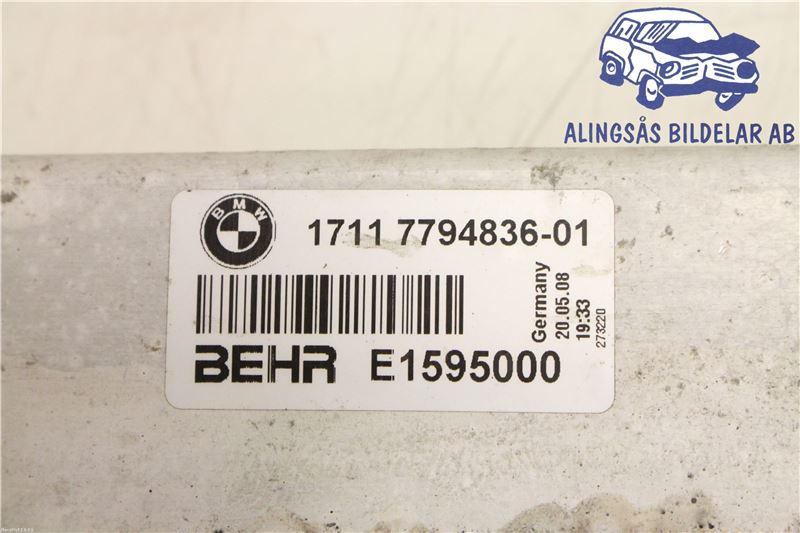 ALINGSÅS BILDELAR AB
BMW
1711 7794836-01
BEHR E1595000
Germany
20.05.08
19:33
273220